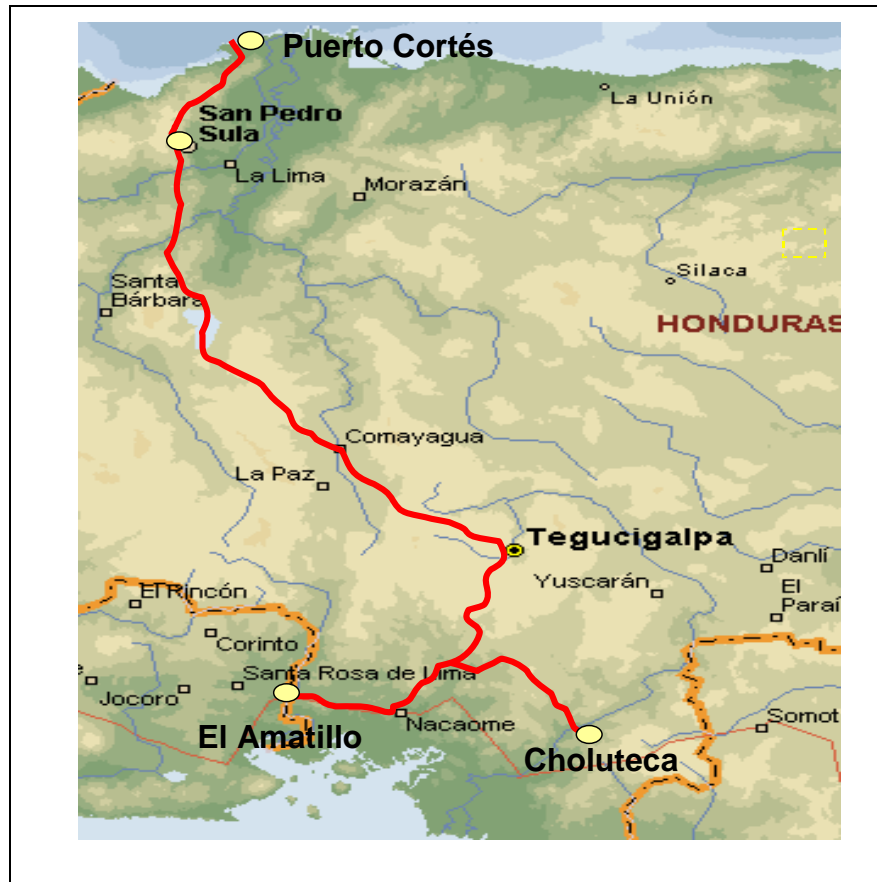 Puerto Cortés
La Unión
San Pedro
Sula
La Lima
Morazán
Silaca
Santa
Bárbara
HONDURAS
Comayagua
La Paz
Tegucigalpa
Danlí
Yuscarán
El
Paraí
El Rincón
Corinto
Santa Rosa de Lima
Jocoro
Nacaome
Somot
El Amatillo
Choluteca